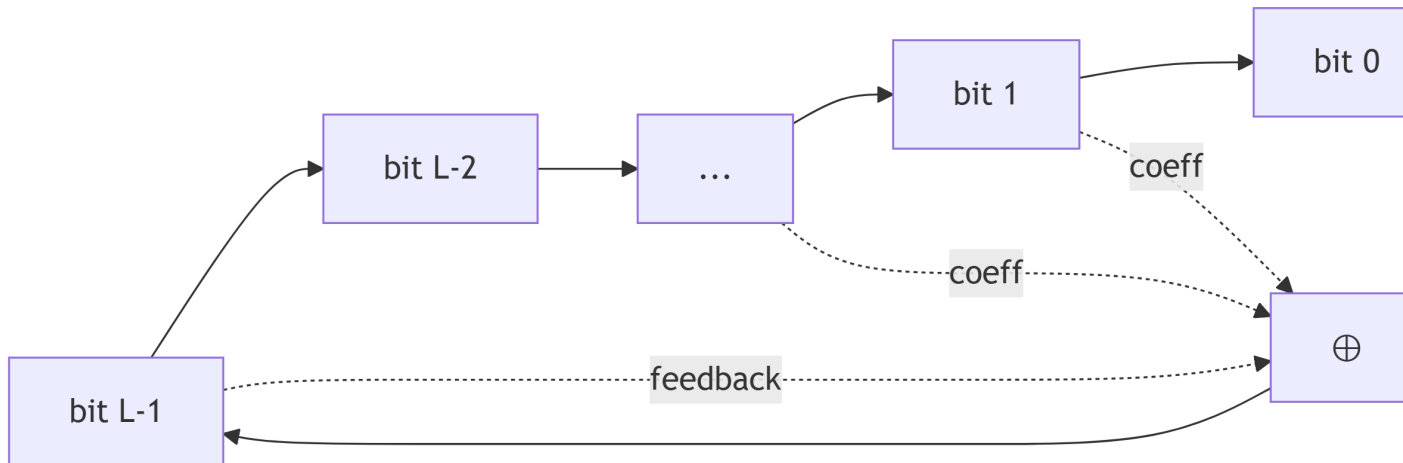 bit 0
bit 1
bit L-2
...
coeff
coeff
⊕
feedback
bit L-1